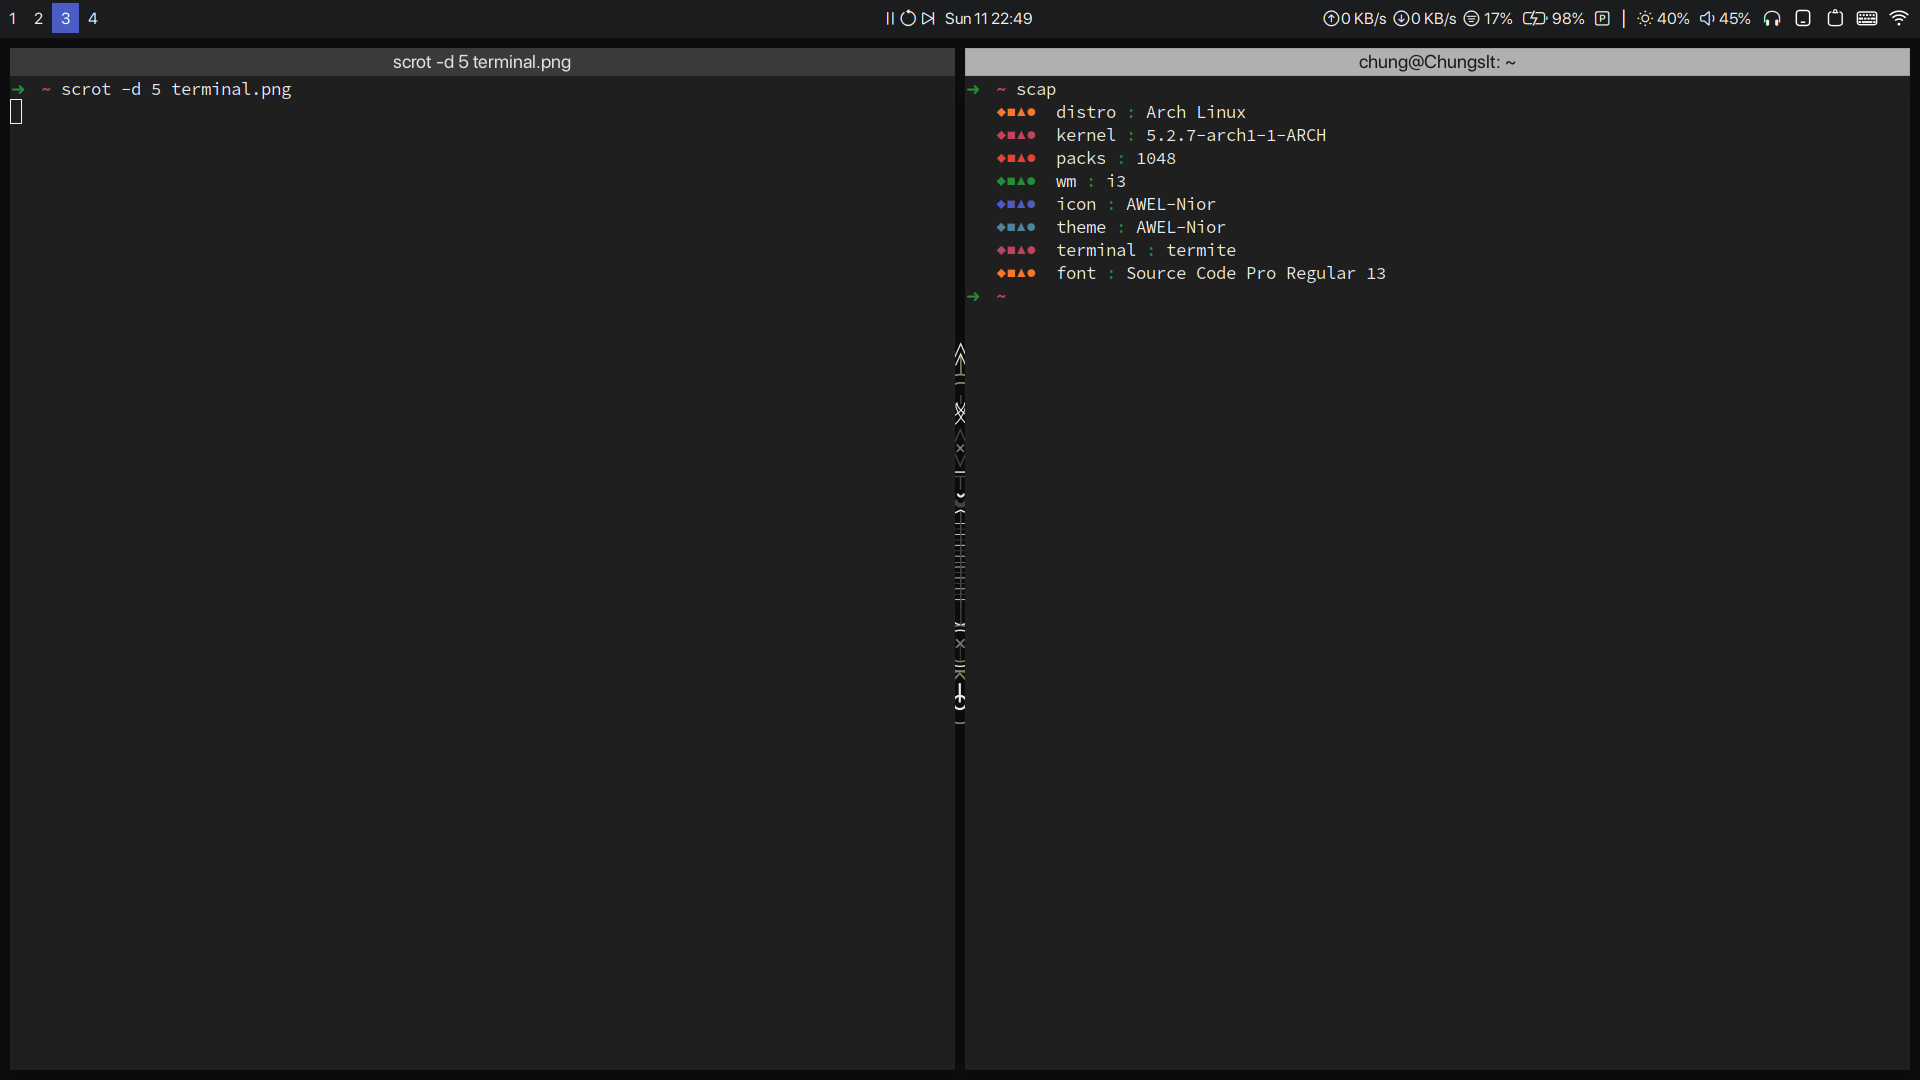 1 2 3 4
Sun 11 22:49
0 KB/s 0 KB/s 17% 98% P | 40% 45%
scrot -d 5 terminal.png
➜ ~ scrot -d 5 terminal.png
chung@Chungslt: ~
➜ ~ scap
◆■▲● distro : Arch Linux
◆■▲● kernel : 5.2.7-arch1-1-ARCH
◆■▲● packs : 1048
◆■▲● wm : i3
◆■▲● icon : AWEL-Nior
◆■▲● theme : AWEL-Nior
◆■▲● terminal : termite
◆■▲● font : Source Code Pro Regular 13
➜ ~